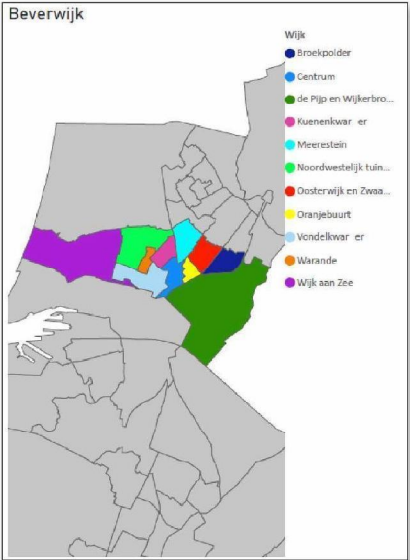 Beverwijk
Wijk
Broekpolder
Centrum
de Pijp en Wijkerbro...
Kuenenkwar er
Meerestein
Noordwestelijk tuin...
Oosterwijk en Zwaa...
Oranjebuurt
Vondelkwar er
Warande
Wijk aan Zee